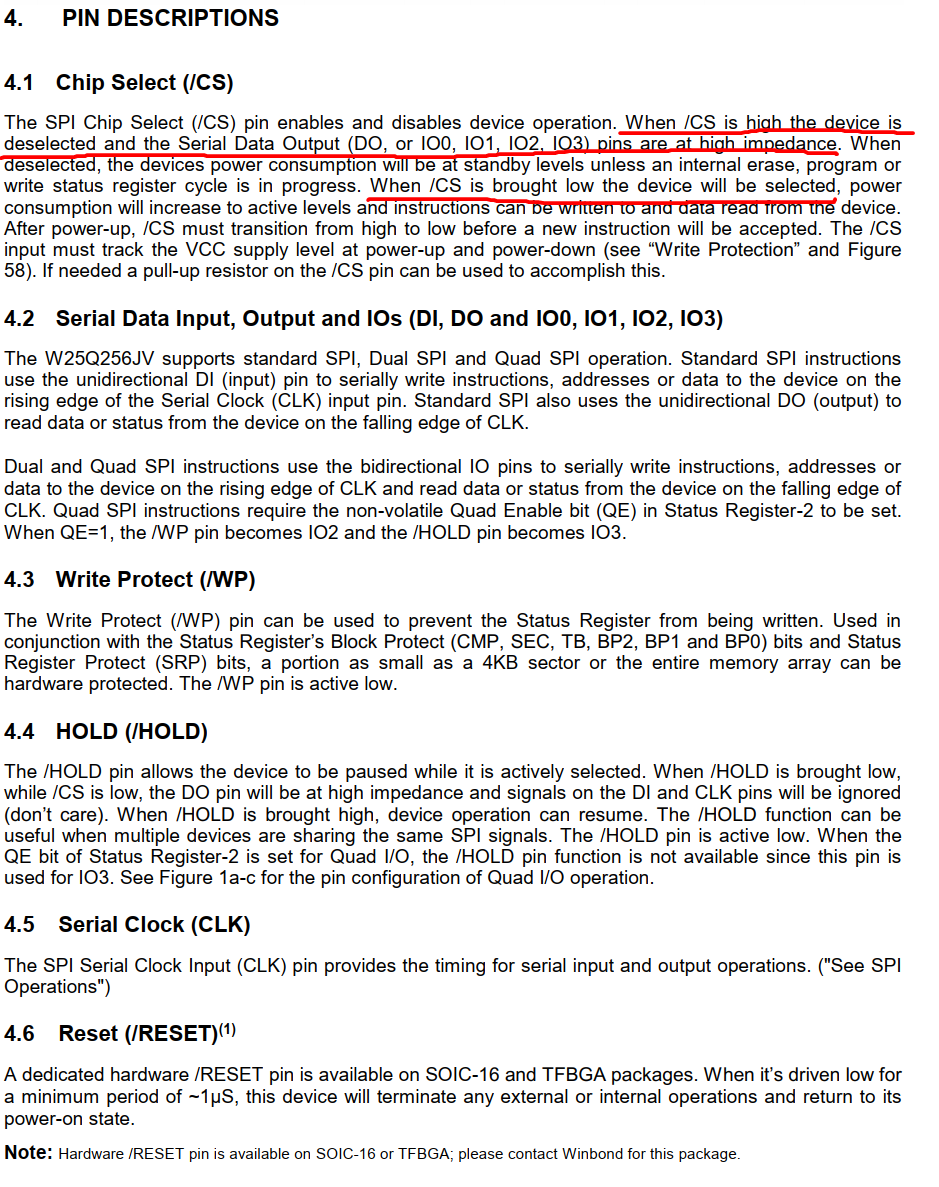 4. PIN DESCRIPTIONS
4.1 Chip Select (/CS)
The SPI Chip Select (/CS) pin enables and disables device operation. When /CS is high the device is
deselected and the Serial Data Output (DO, or IO0, IO1, IO2, IO3) pins are at high impedance. When
deselected, the devices power consumption will be at standby levels unless an internal erase, program or
write status register cycle is in progress. When /CS is brought low the device will be selected, power
consumption will increase to active levels and instructions can be written to and data read from the device.
After power-up, /CS must transition from high to low before a new instruction will be accepted. The /CS
input must track the VCC supply level at power-up and power-down (see “Write Protection” and Figure
58). If needed a pull-up resistor on the /CS pin can be used to accomplish this.
4.2 Serial Data Input, Output and IOs (DI, DO and IO0, IO1, IO2, IO3)
The W25Q256JV supports standard SPI, Dual SPI and Quad SPI operation. Standard SPI instructions
use the unidirectional DI (input) pin to serially write instructions, addresses or data to the device on the
rising edge of the Serial Clock (CLK) input pin. Standard SPI also uses the unidirectional DO (output) to
read data or status from the device on the falling edge of CLK.
Dual and Quad SPI instructions use the bidirectional IO pins to serially write instructions, addresses or
data to the device on the rising edge of CLK and read data or status from the device on the falling edge of
CLK. Quad SPI instructions require the non-volatile Quad Enable bit (QE) in Status Register-2 to be set.
When QE=1, the /WP pin becomes IO2 and the /HOLD pin becomes IO3.
4.3 Write Protect (/WP)
The Write Protect (/WP) pin can be used to prevent the Status Register from being written. Used in
conjunction with the Status Register’s Block Protect (CMP, SEC, TB, BP2, BP1 and BP0) bits and Status
Register Protect (SRP) bits, a portion as small as a 4KB sector or the entire memory array can be
hardware protected. The /WP pin is active low.
4.4 HOLD (/HOLD)
The /HOLD pin allows the device to be paused while it is actively selected. When /HOLD is brought low,
while /CS is low, the DO pin will be at high impedance and signals on the DI and CLK pins will be ignored
(don’t care). When /HOLD is brought high, device operation can resume. The /HOLD function can be
useful when multiple devices are sharing the same SPI signals. The /HOLD pin is active low. When the
QE bit of Status Register-2 is set for Quad I/O, the /HOLD pin function is not available since this pin is
used for IO3. See Figure 1a-c for the pin configuration of Quad I/O operation.
4.5 Serial Clock (CLK)
The SPI Serial Clock Input (CLK) pin provides the timing for serial input and output operations. ("See SPI
Operations")
4.6 Reset (/RESET)(1)
A dedicated hardware /RESET pin is available on SOIC-16 and TFBGA packages. When it’s driven low for
a minimum period of ~1µS, this device will terminate any external or internal operations and return to its
power-on state.
Note: Hardware /RESET pin is available on SOIC-16 or TFBGA; please contact Winbond for this package.